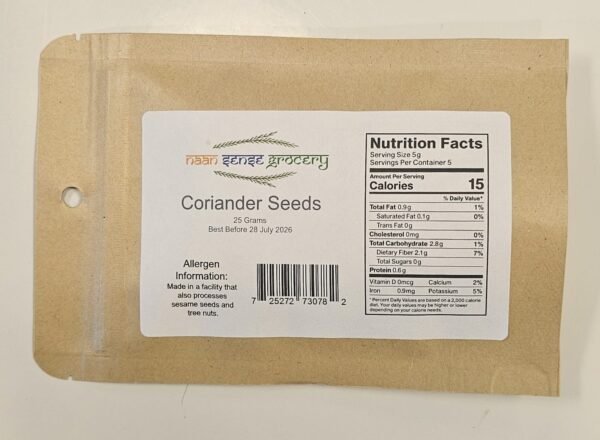 naan sense grocery
Coriander Seeds
25 Grams
Best Before 28 July 2026
Allergen
Information:
Made in a facility that
also processes
sesame seeds and
tree nuts.
7 25272 73078 2
Nutrition Facts
Serving Size 5g
Servings Per Container 5
Amount Per Serving
Calories 15
% Daily Value*
Total Fat 0.9g 1%
Saturated Fat 0.1g 0%
Trans Fat 0g
Cholesterol 0mg 0%
Total Carbohydrate 2.8g 1%
Dietary Fiber 2.1g 7%
Total Sugars 0g
Protein 0.6g
Vitamin D 0mcg Calcium 2%
Iron 0.9mg Potassium 5%
* Percent Daily Values are based on a 2,000 calorie
diet. Your daily values may be higher or lower
depending on your calorie needs.